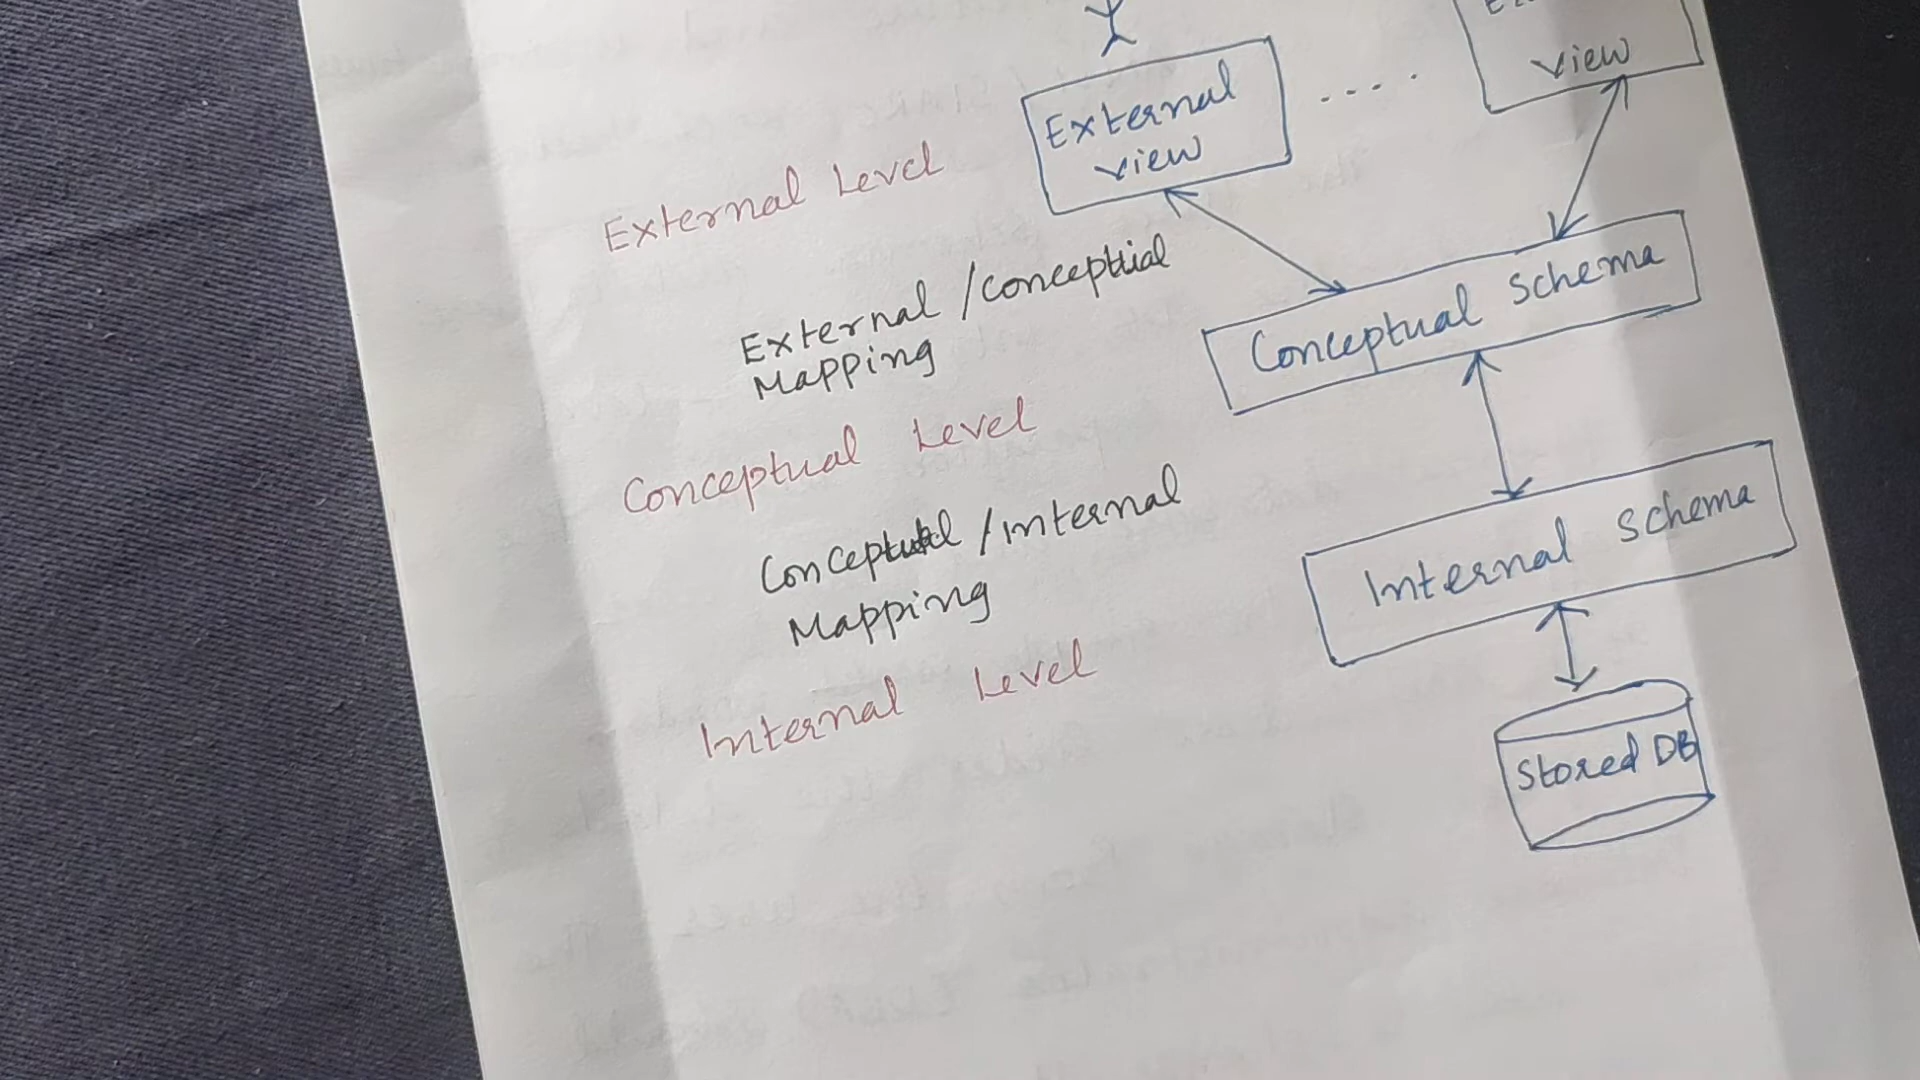 View
External
View
....
External Level
External / Conceptual
Mapping
Conceptual Schema
Conceptual Level
Conceptual / Internal
Mapping
Internal Schema
Internal Level
Stored DB